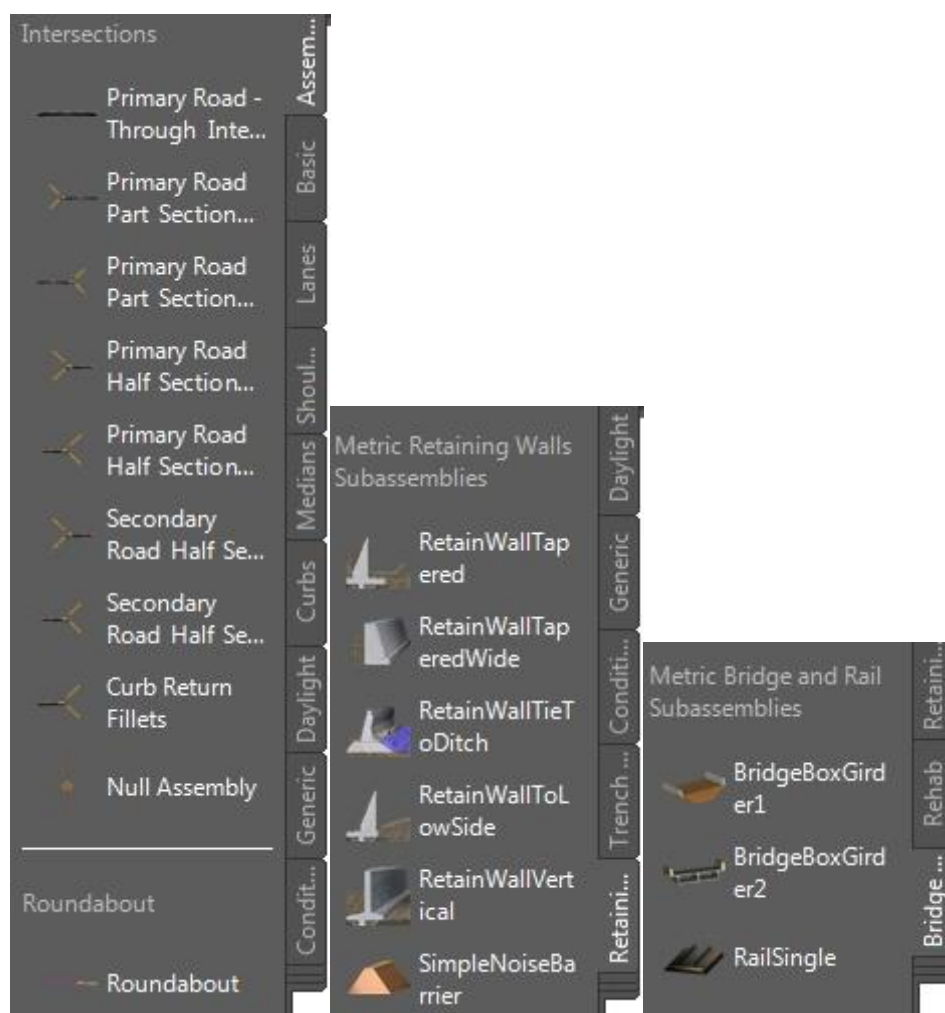 Intersections
Primary Road -
Through Inte...
Primary Road
Part Section...
Primary Road
Part Section...
Primary Road
Half Section...
Primary Road
Half Section...
Secondary
Road Half Se...
Secondary
Road Half Se...
Curb Return
Fillets
Null Assembly
Roundabout
Roundabout
Assem...
Basic
Lanes
Shoul...
Medians
Curbs
Daylight
Generic
Condit...
Metric Retaining Walls
Subassemblies
RetainWallTap
ered
RetainWallTap
eredWide
RetainWallTieT
oDitch
RetainWallToL
owSide
RetainWallVert
ical
SimpleNoiseBa
rrier
Daylight
Generic
Conditi...
Trench ...
Retaini...
Metric Bridge and Rail
Subassemblies
BridgeBoxGird
er1
BridgeBoxGird
er2
RailSingle
Retaini...
Rehab
Bridge ...